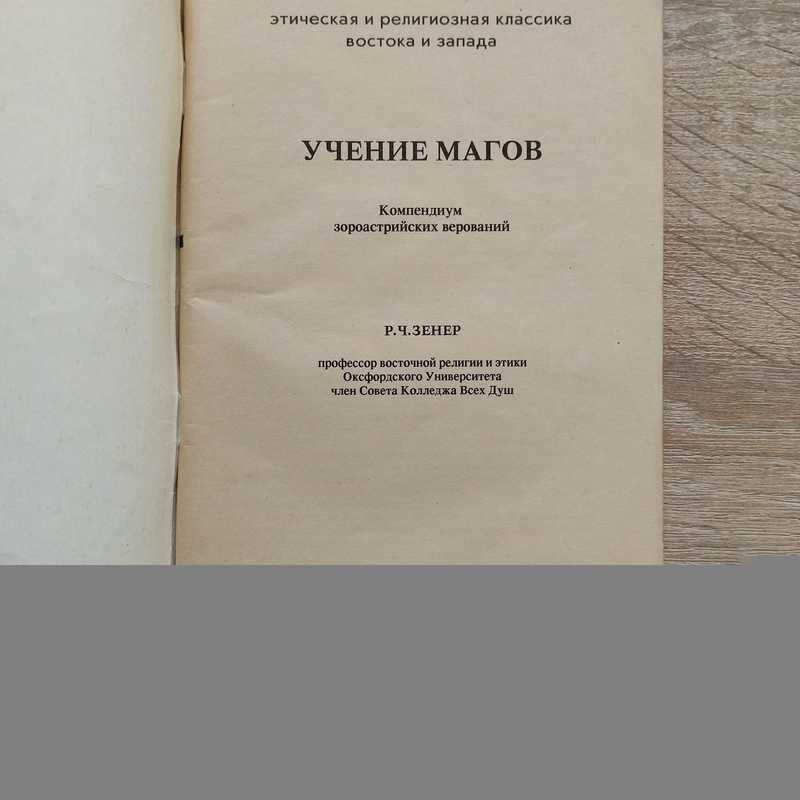 этическая и религиозная классика
востока и запада
УЧЕНИЕ МАГОВ
Компендиум
зороастрийских верований
Р.Ч.ЗЕНЕР
профессор восточной религии и этики
Оксфордского Университета
член Совета Колледжа Всех Душ